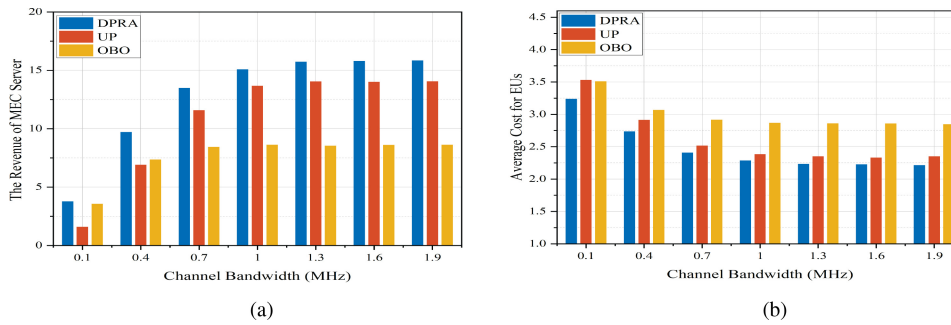 20
15
10
5
0
The Revenue of MEC Server
DPRA
UP
OBO
0.1 0.4 0.7 1 1.3 1.6 1.9
Channel Bandwidth (MHz)
(a)
4.5
4.0
3.5
3.0
2.5
2.0
1.5
1.0
Average Cost for EUs
DPRA
UP
OBO
0.1 0.4 0.7 1 1.3 1.6 1.9
Channel Bandwidth (MHz)
(b)